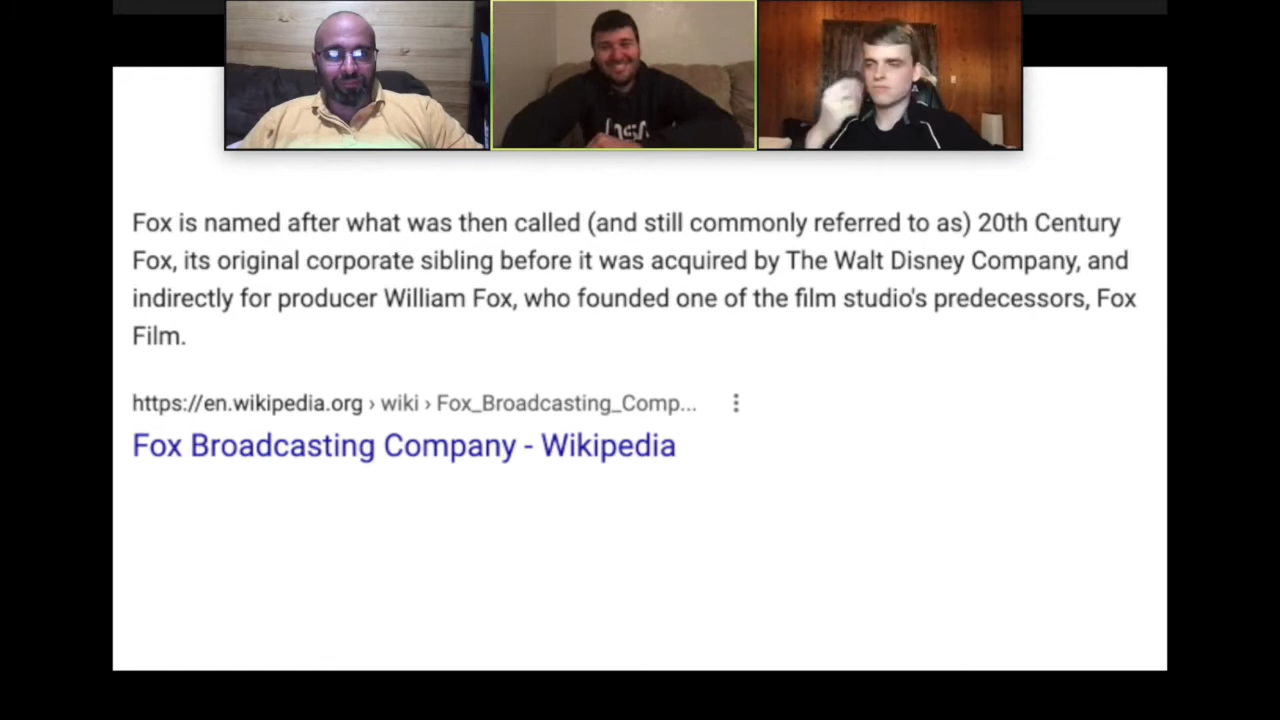 Fox is named after what was then called (and still commonly referred to as) 20th Century
Fox, its original corporate sibling before it was acquired by The Walt Disney Company, and
indirectly for producer William Fox, who founded one of the film studio's predecessors, Fox
Film.
https://en.wikipedia.org › wiki › Fox_Broadcasting_Comp...
Fox Broadcasting Company - Wikipedia